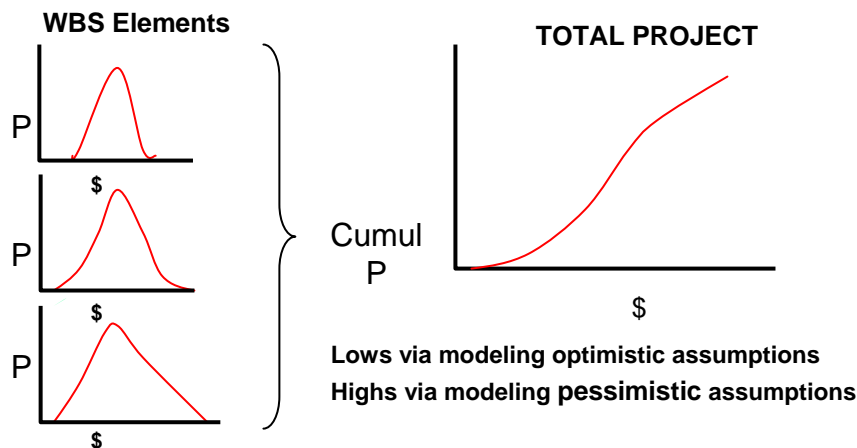 WBS Elements
P
$
P
$
P
$
TOTAL PROJECT
Cumul
P
$
Lows via modeling optimistic assumptions
Highs via modeling pessimistic assumptions